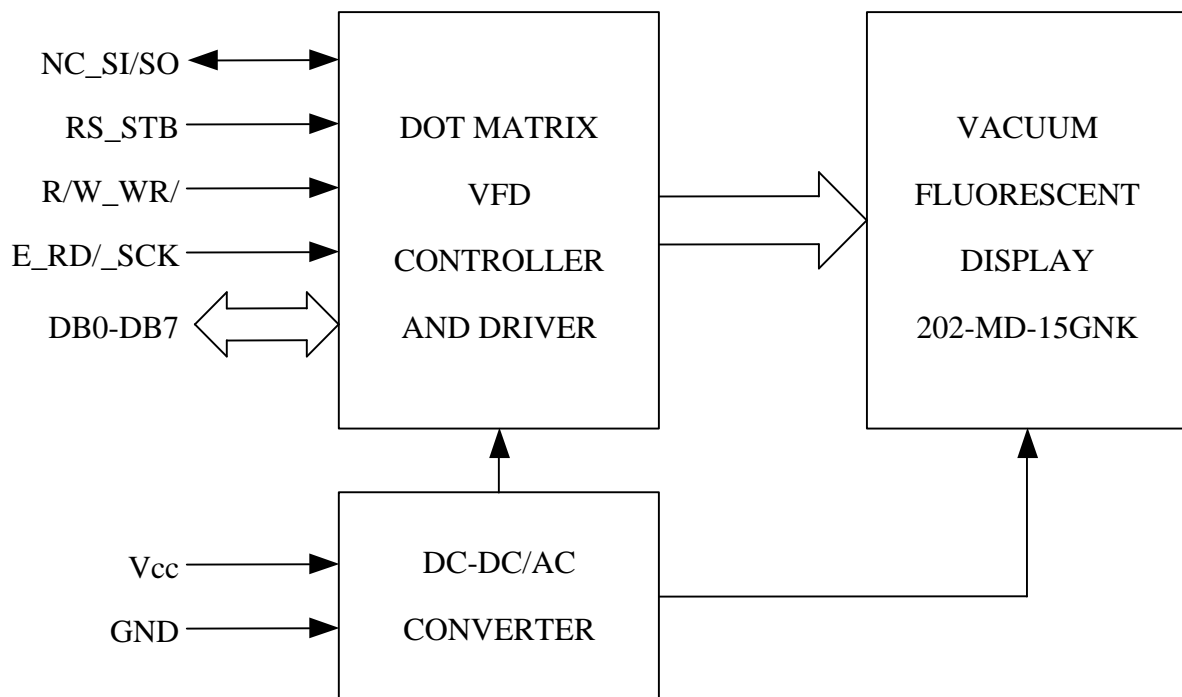 NC_SI/SO
RS_STB
R/W_WR/
E_RD/_SCK
DB0-DB7
DOT MATRIX
VFD
CONTROLLER
AND DRIVER
VACUUM
FLUORESCENT
DISPLAY
202-MD-15GNK
Vcc
GND
DC-DC/AC
CONVERTER